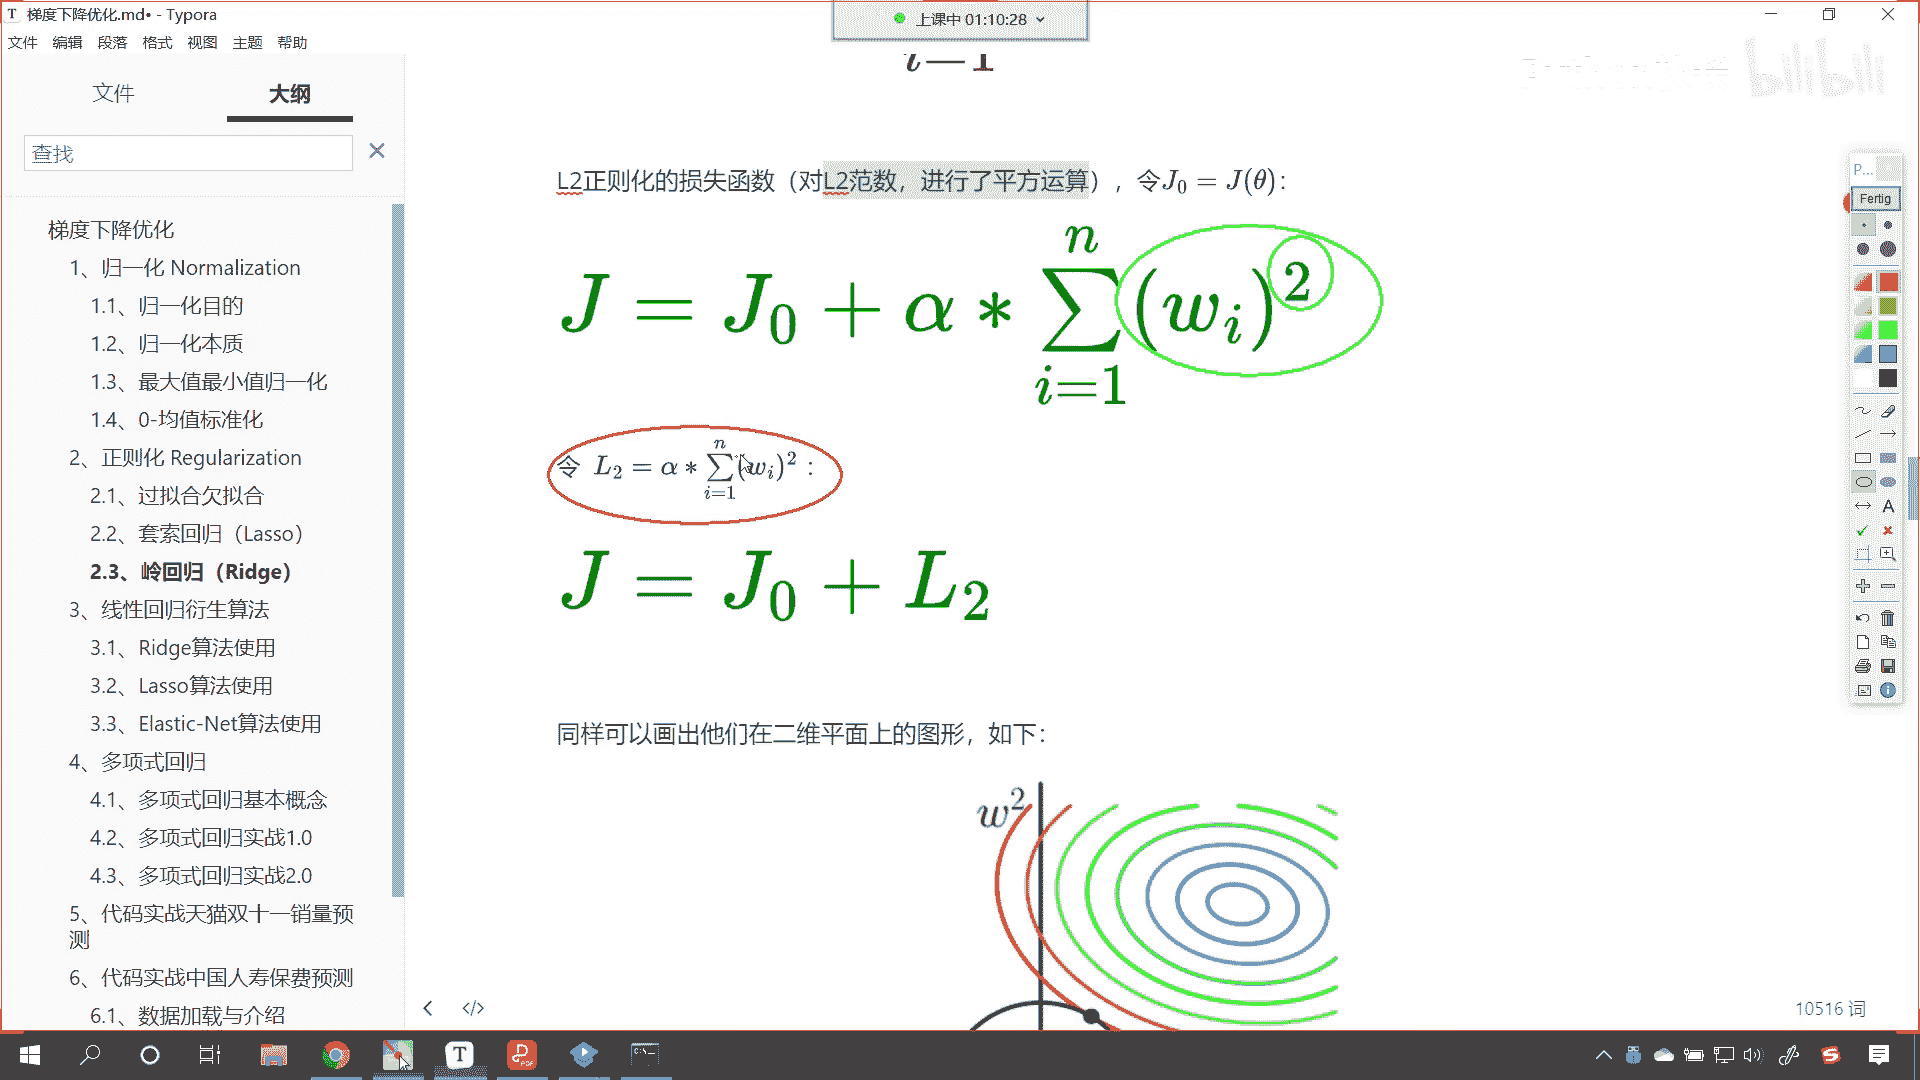 梯度下降优化.md• - Typora
上课中 01:10:28
文件 编辑 段落 格式 视图 主题 帮助
文件 大纲
查找
梯度下降优化
1、归一化 Normalization
1.1、归一化目的
1.2、归一化本质
1.3、最大值最小值归一化
1.4、0-均值标准化
2、正则化 Regularization
2.1、过拟合欠拟合
2.2、套索回归（Lasso）
2.3、岭回归（Ridge）
3、线性回归衍生算法
3.1、Ridge算法使用
3.2、Lasso算法使用
3.3、Elastic-Net算法使用
4、多项式回归
4.1、多项式回归基本概念
4.2、多项式回归实战1.0
4.3、多项式回归实战2.0
5、代码实战天猫双十一销量预
测
6、代码实战中国人寿保费预测
6.1、数据加载与介绍
i=1
bilibili
L2正则化的损失函数（对L2范数，进行了平方运算），令J₀ = J(θ)：
J = J₀ + α * ∑_{i=1}^{n} (w_i)²
令 L₂ = α * ∑_{i=1}^{n} (w_i)² :
J = J₀ + L₂
同样可以画出他们在二维平面上的图形，如下：
w²
10516 词
P...
Fertig